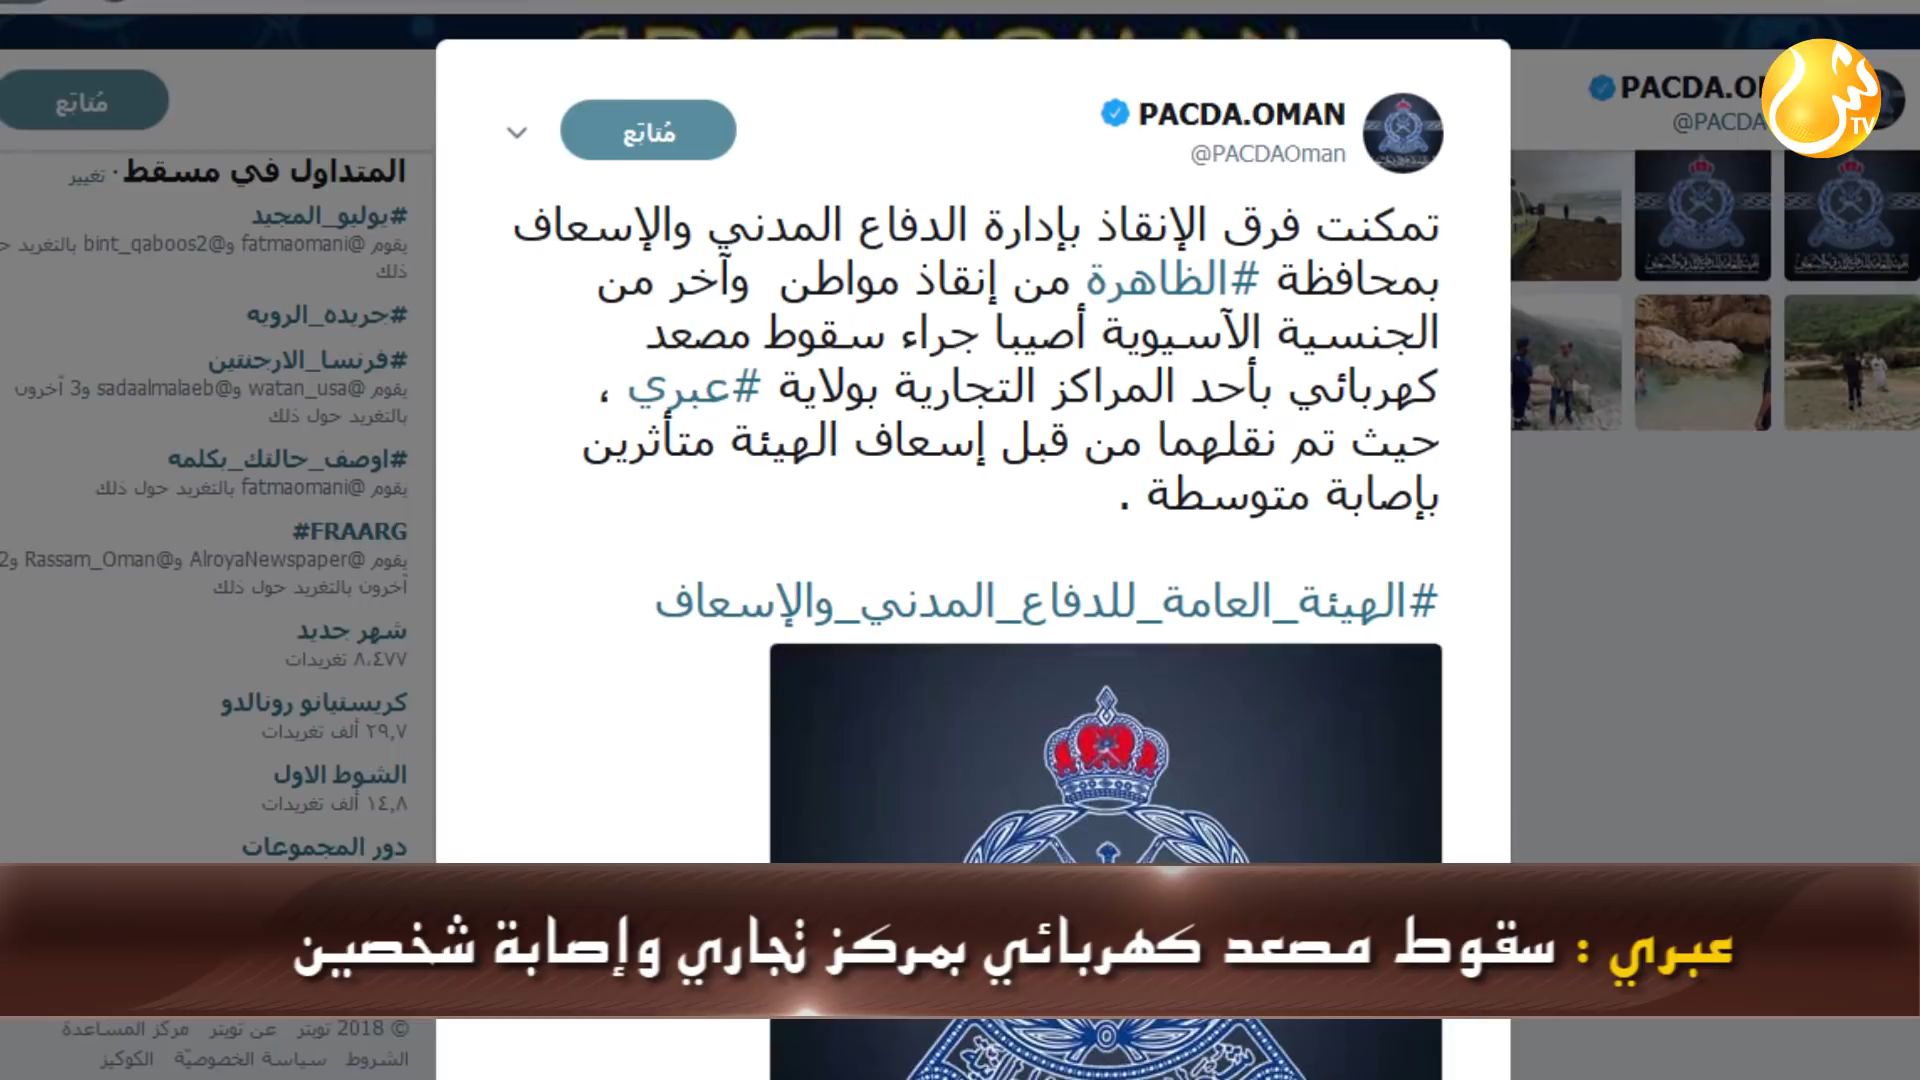 PACDA.OMAN
@PACDAOman
مُتابَع
تمكنت فرق الإنقاذ بإدارة الدفاع المدني والإسعاف
بمحافظة #الظاهرة من إنقاذ مواطن وآخر من
الجنسية الآسيوية أصيبا جراء سقوط مصعد
كهربائي بأحد المراكز التجارية بولاية #عبري ،
حيث تم نقلهما من قبل إسعاف الهيئة متأثرين
بإصابة متوسطة .
#الهيئة_العامة_للدفاع_المدني_والإسعاف
PACDA.O
@PACDA
TV
مُتابَع
المتداول في مسقط · تغيير
#يوليو_المجيد
يقوم @fatmaomani و@bint_qaboos2 بالتغريد
ذلك
#جريده_الرويه
#فرنسا_الارجنتين
يقوم @watan_usa و@sadaalmalaeb و3 آخرون
بالتغريد حول ذلك
#اوصف_حالتك_بكلمه
يقوم @fatmaomani بالتغريد حول ذلك
#FRAARG
يقوم @AlroyaNewspaper و@Rassam_Oman و2
آخرون بالتغريد حول ذلك
شهر جديد
٨،٤٧٧ تغريدات
كريستيانو رونالدو
٢٩,٧ ألف تغريدات
الشوط الاول
١٤,٨ ألف تغريدات
دور المجموعات
عبري : سقوط مصعد كهربائي بمركز تجاري وإصابة شخصين
© 2018 تويتر عن تويتر مركز المساعدة
الشروط سياسة الخصوصيّة الكوكيز